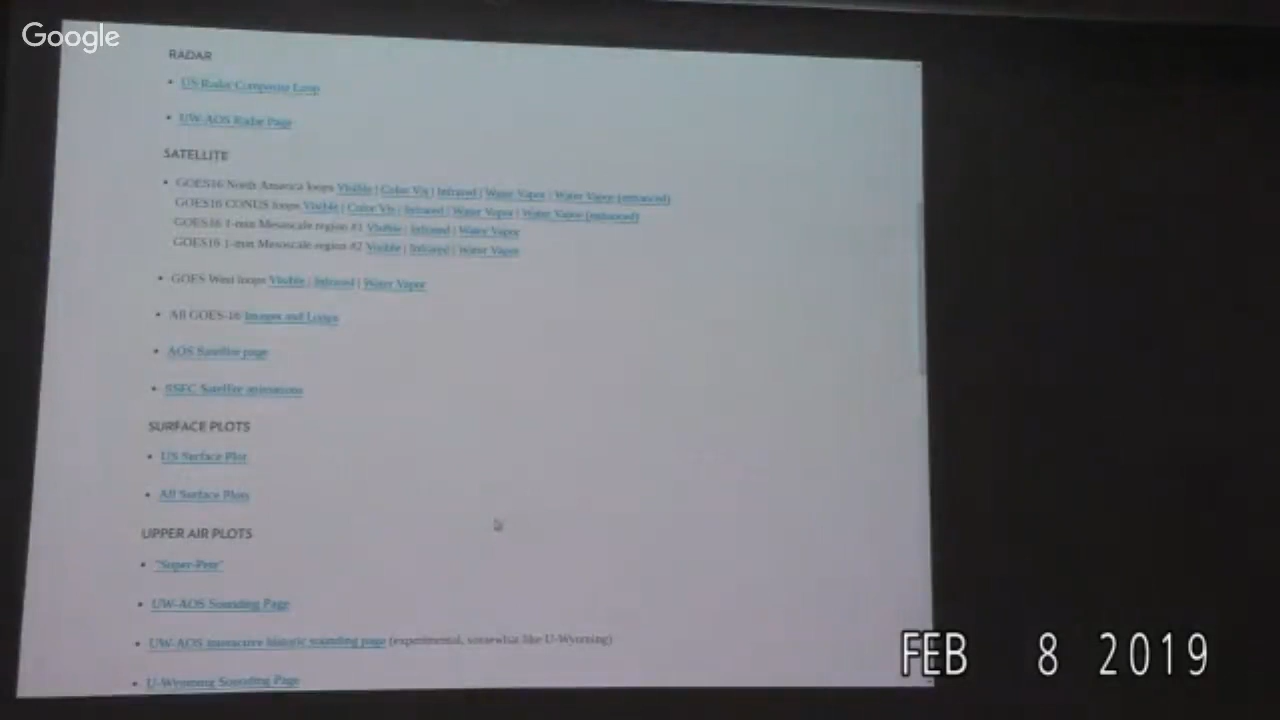 Google
RADAR
• US Radar Composite Loop
• UW-AOS Radar Page
SATELLITE
• GOES16 North America loops Visible | Color Vis | Infrared | Water Vapor | Water Vapor (enhanced)
GOES16 CONUS loops Visible | Color Vis | Infrared | Water Vapor | Water Vapor (enhanced)
GOES16 1-min Mesoscale region #1 Visible | Infrared | Water Vapor
GOES16 1-min Mesoscale region #2 Visible | Infrared | Water Vapor
• GOES West loops Visible | Infrared | Water Vapor
• All GOES-16 Images and Loops
• AOS Satellite page
• SSEC Satellite animations
SURFACE PLOTS
• US Surface Plot
• All Surface Plots
UPPER AIR PLOTS
• "Super-Pete"
• UW-AOS Sounding Page
• UW-AOS interactive historic sounding page (experimental, somewhat like U-Wyoming)
• U-Wyoming Sounding Page
FEB 8 2019